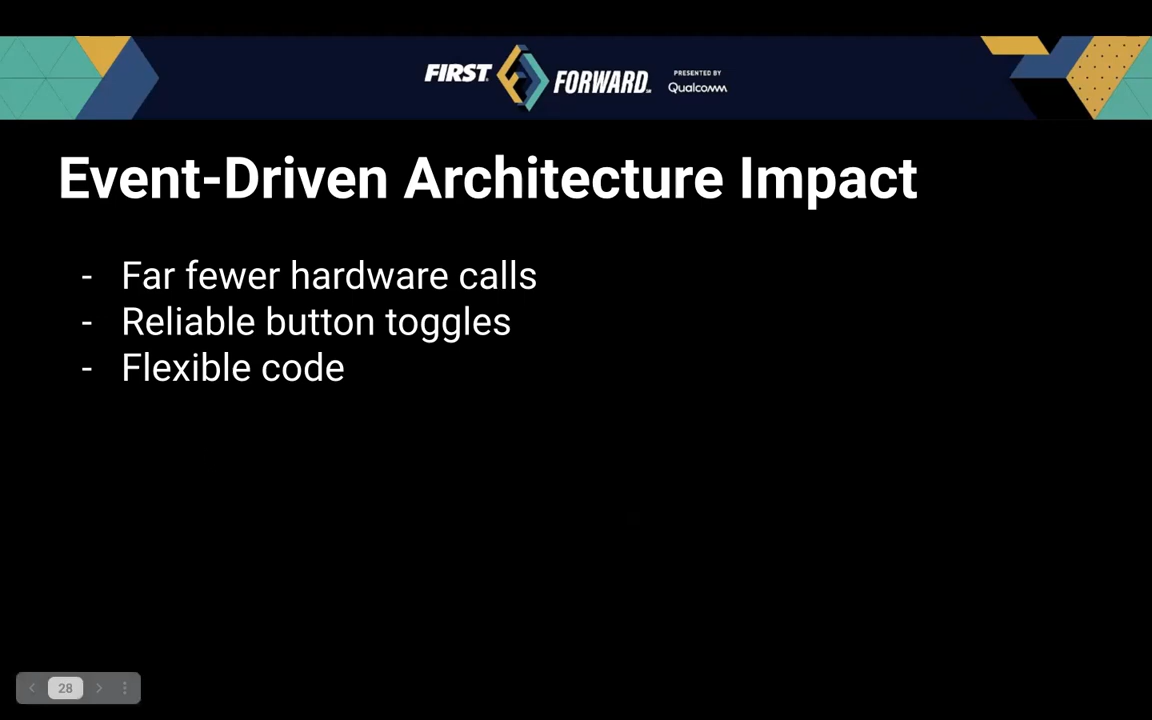 FIRST FORWARD PRESENTED BY Qualcomm
Event-Driven Architecture Impact
- Far fewer hardware calls
- Reliable button toggles
- Flexible code
28